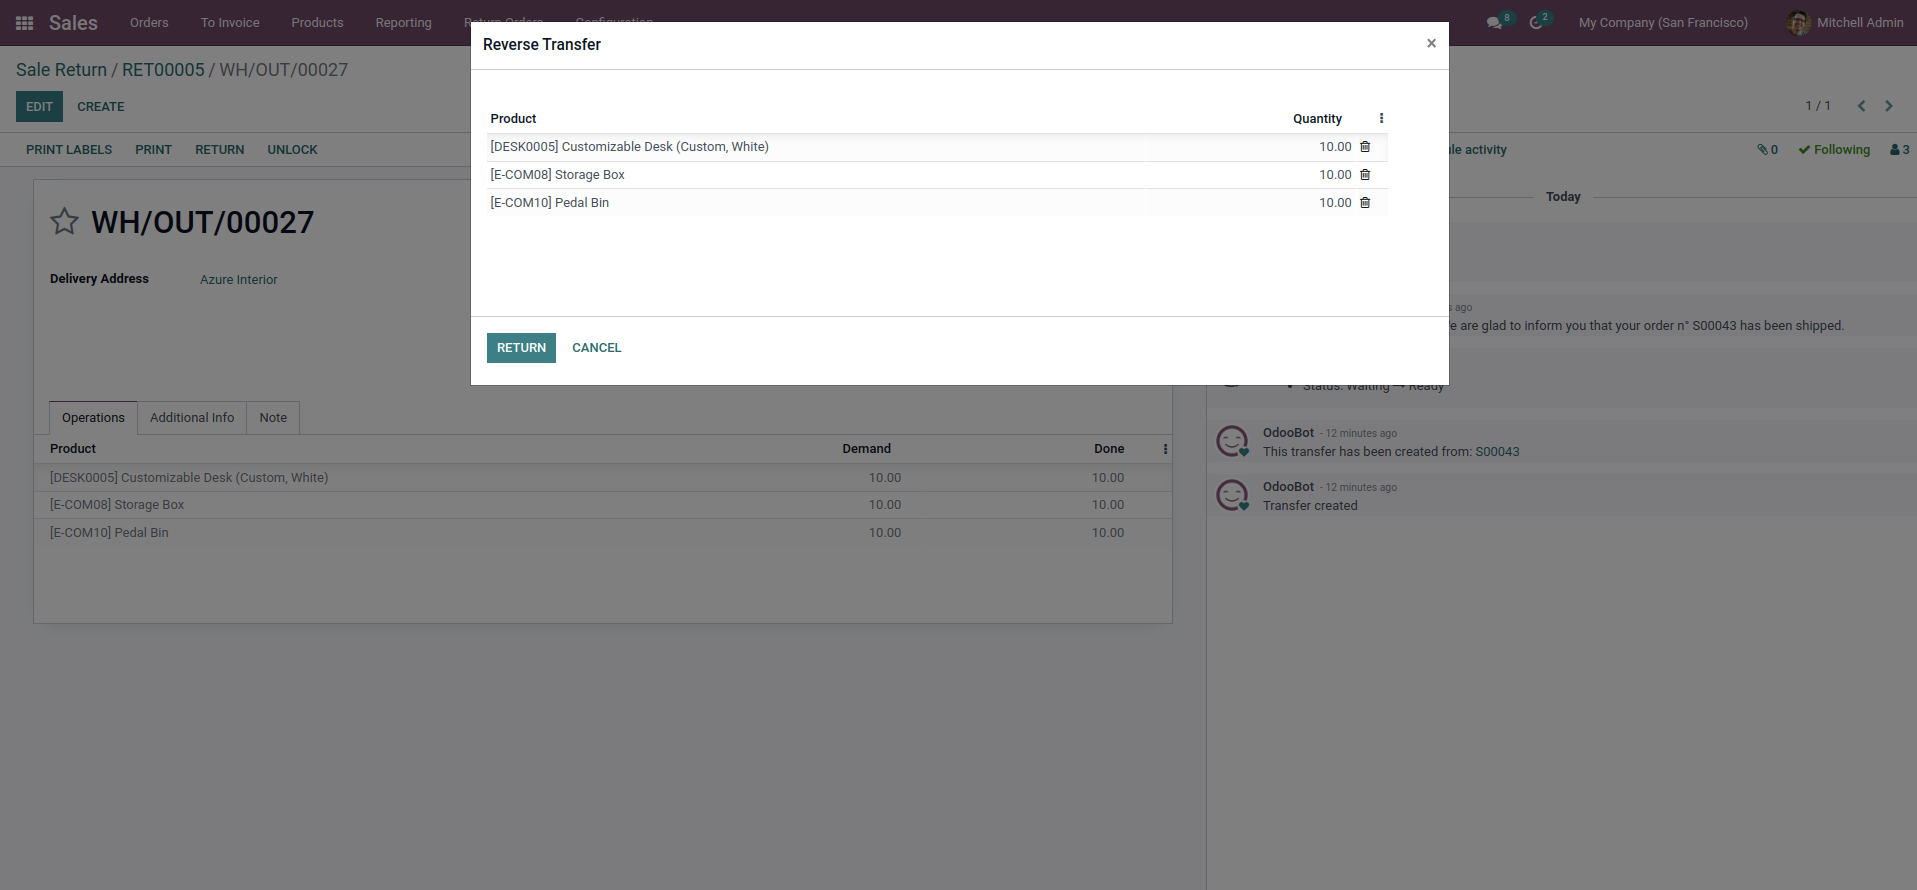 Sales Orders To Invoice Products Reporting Return Orders Configuration 8 2 My Company (San Francisco) Mitchell Admin
Reverse Transfer ×
Sale Return / RET00005 / WH/OUT/00027
EDIT CREATE 1 / 1
Product Quantity
[DESK0005] Customizable Desk (Custom, White) 10.00
[E-COM08] Storage Box 10.00
[E-COM10] Pedal Bin 10.00
RETURN CANCEL
PRINT LABELS PRINT RETURN UNLOCK
activity 0 Following 3
WH/OUT/00027
Delivery Address Azure Interior
Today
ago
are glad to inform you that your order n° S00043 has been shipped.
Status: Waiting → Ready
Operations Additional Info Note
Product Demand Done
[DESK0005] Customizable Desk (Custom, White) 10.00 10.00
[E-COM08] Storage Box 10.00 10.00
[E-COM10] Pedal Bin 10.00 10.00
OdooBot - 12 minutes ago
This transfer has been created from: S00043
OdooBot - 12 minutes ago
Transfer created